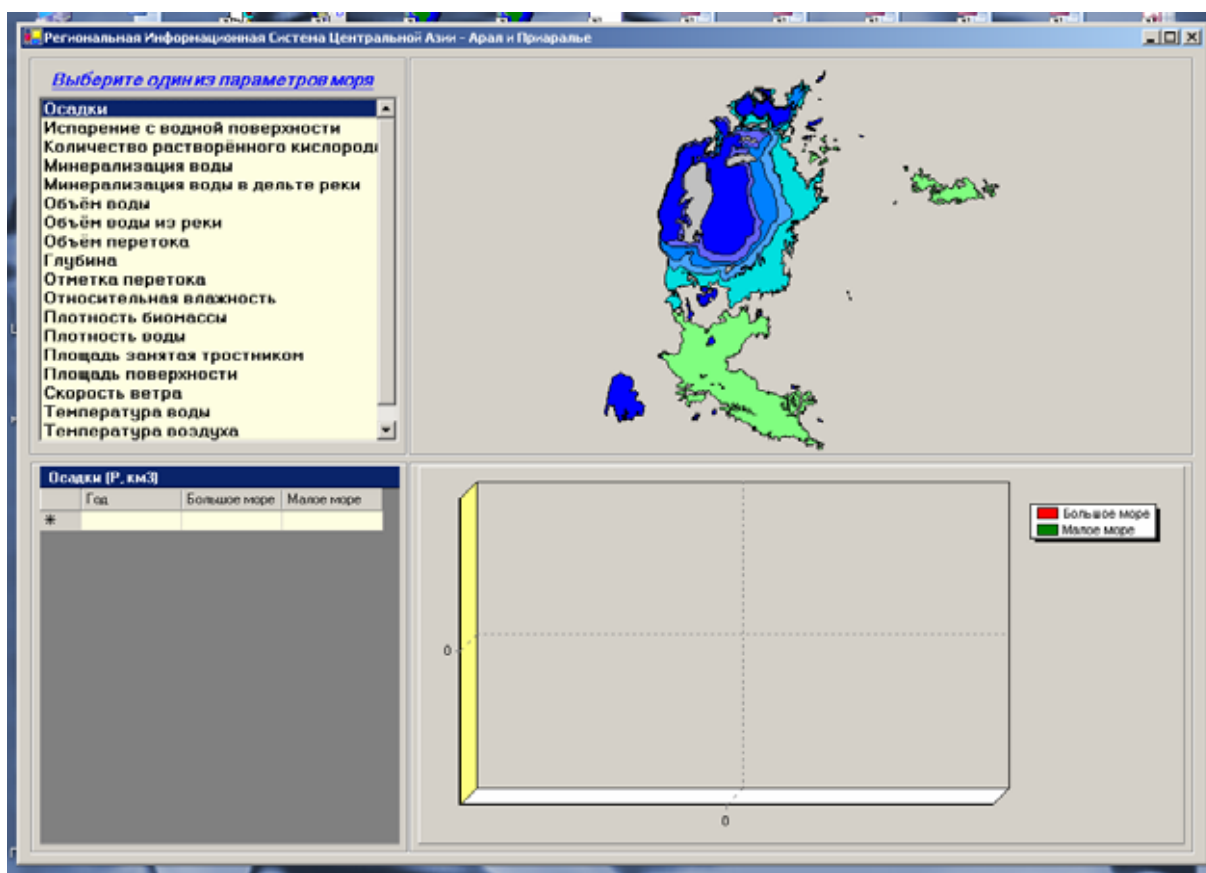 Региональная Информационная Система Центральной Азии - Арал и Приаралье
Выберите один из параметров моря
Осадки
Испарение с водной поверхности
Количество растворённого кислорода
Минерализация воды
Минерализация воды в дельте реки
Объём воды
Объём воды из реки
Объём перетока
Глубина
Отметка перетока
Относительная влажность
Плотность биомассы
Плотность воды
Площадь занятая тростником
Площадь поверхности
Скорость ветра
Температура воды
Температура воздуха
Осадки (P, км3)
Год Большое море Малое море
*
Большое море
Малое море
0
0